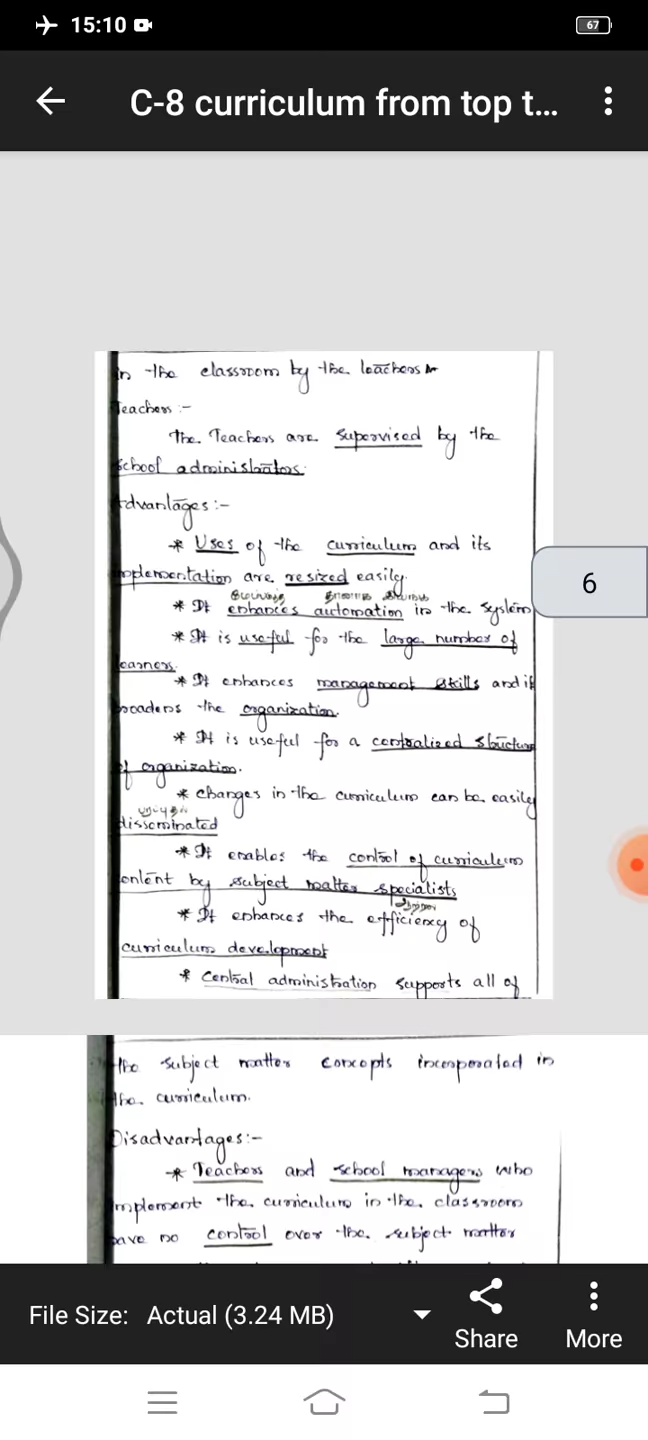 15:10
67
C-8 curriculum from top t...
in the classroom by the teachers
Teachers :-
The Teachers are supervised by the
school administrators.
Advantages :-
* Uses of the curriculum and its
implementation are resized easily.
* It enhances automation in the system
* It is useful for the large number of
learners.
* It enhances management skills and it
broadens the organization.
* It is useful for a centralized structure
of organization.
* changes in the curriculum can be easily
disseminated
* It enables the control of curriculum
content by subject matter specialists
* It enhances the efficiency of
curriculum development
* Central administration supports all of
6
the subject matter concepts incorporated in
the curriculum.
Disadvantages :-
* Teachers and school managers who
implement the curriculum in the classroom
have no control over the subject matter
File Size: Actual (3.24 MB)
Share
More